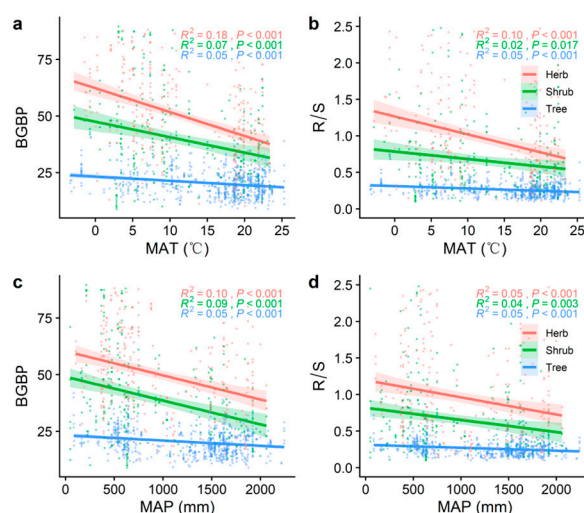 a
R² = 0.18 , P < 0.001
R² = 0.07 , P < 0.001
R² = 0.05 , P < 0.001
75
50
25
BGBP
0 5 10 15 20 25
MAT (℃)
b
R² = 0.10 , P < 0.001
R² = 0.02 , P = 0.017
R² = 0.05 , P < 0.001
Herb
Shrub
Tree
2.5
2.0
1.5
1.0
0.5
0.0
R/S
0 5 10 15 20 25
MAT (℃)
c
R² = 0.10 , P < 0.001
R² = 0.09 , P < 0.001
R² = 0.05 , P < 0.001
75
50
25
BGBP
0 500 1000 1500 2000
MAP (mm)
d
R² = 0.05 , P < 0.001
R² = 0.04 , P = 0.003
R² = 0.05 , P < 0.001
Herb
Shrub
Tree
2.5
2.0
1.5
1.0
0.5
0.0
R/S
0 500 1000 1500 2000
MAP (mm)